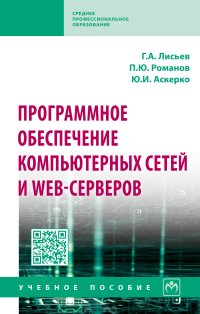 СРЕДНЕЕ
ПРОФЕССИОНАЛЬНОЕ
ОБРАЗОВАНИЕ
Г.А. Лисьев
П.Ю. Романов
Ю.И. Аскерко
ПРОГРАММНОЕ
ОБЕСПЕЧЕНИЕ
КОМПЬЮТЕРНЫХ СЕТЕЙ
И WEB-СЕРВЕРОВ
УЧЕБНОЕ ПОСОБИЕ